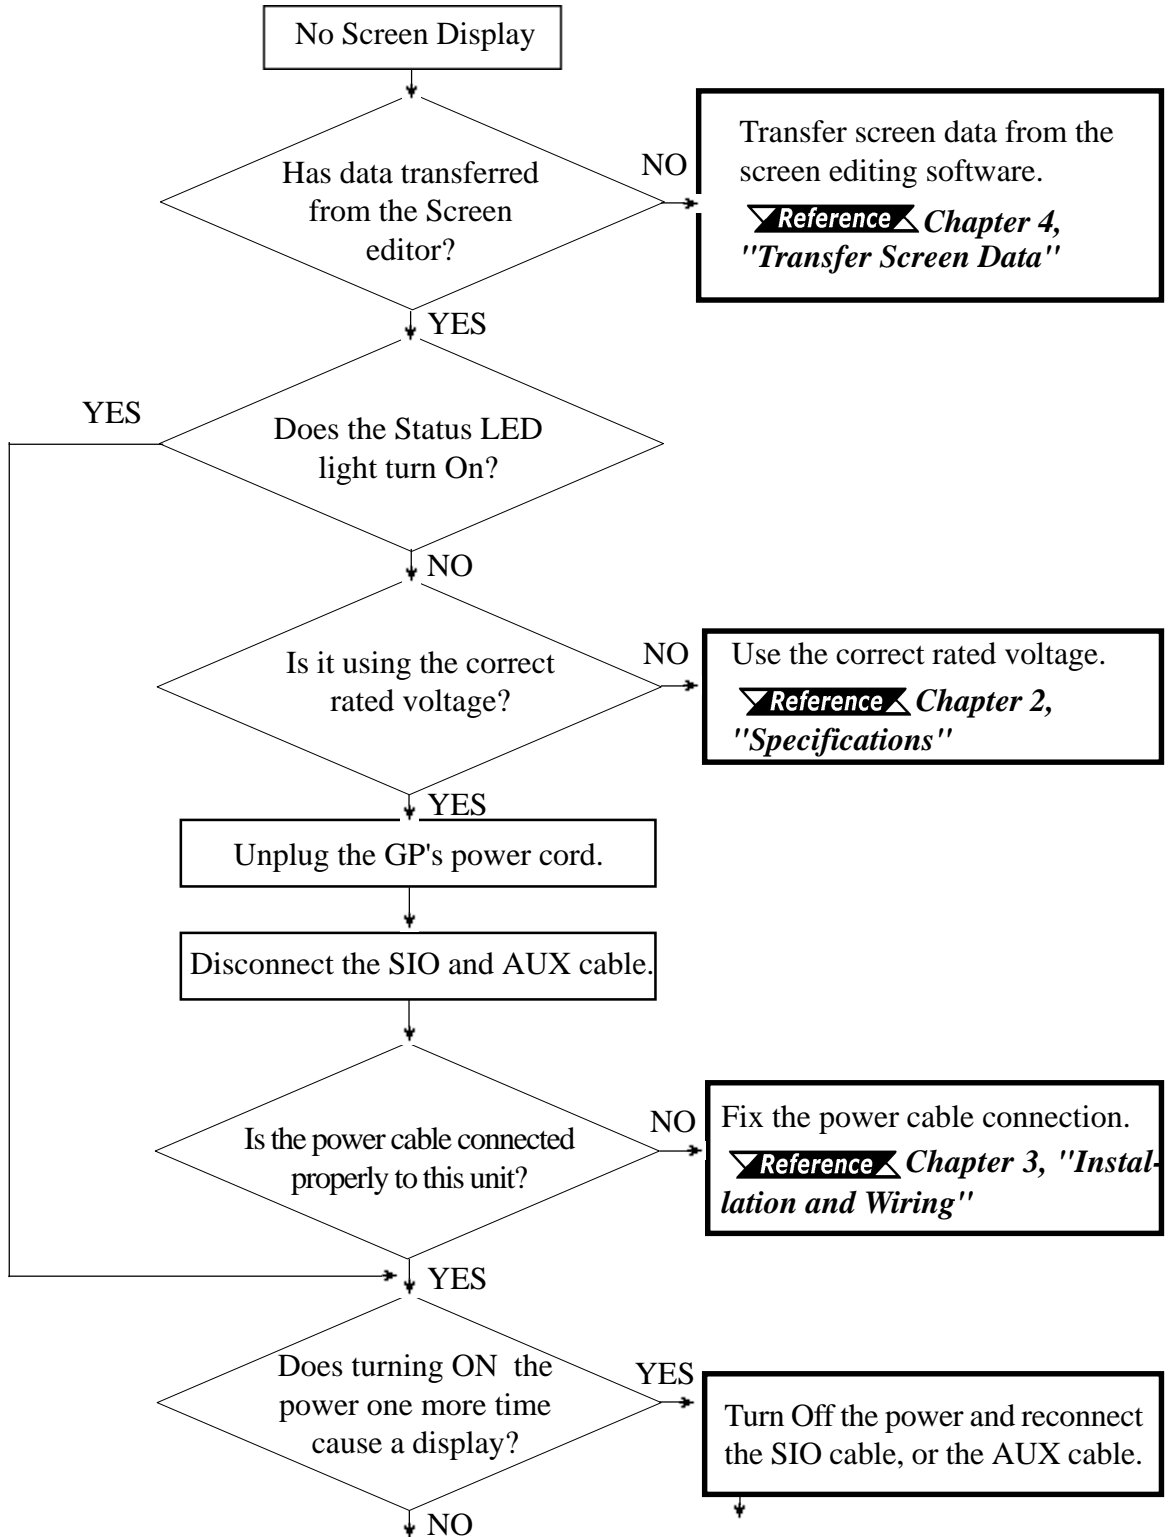 No Screen Display
Has data transferred
from the Screen
editor?
NO
Transfer screen data from the
screen editing software.
Reference Chapter 4,
"Transfer Screen Data"
YES
YES
Does the Status LED
light turn On?
NO
Is it using the correct
rated voltage?
NO
Use the correct rated voltage.
Reference Chapter 2,
"Specifications"
YES
Unplug the GP's power cord.
Disconnect the SIO and AUX cable.
Is the power cable connected
properly to this unit?
NO
Fix the power cable connection.
Reference Chapter 3, "Instal-
lation and Wiring"
YES
Does turning ON the
power one more time
cause a display?
YES
Turn Off the power and reconnect
the SIO cable, or the AUX cable.
NO